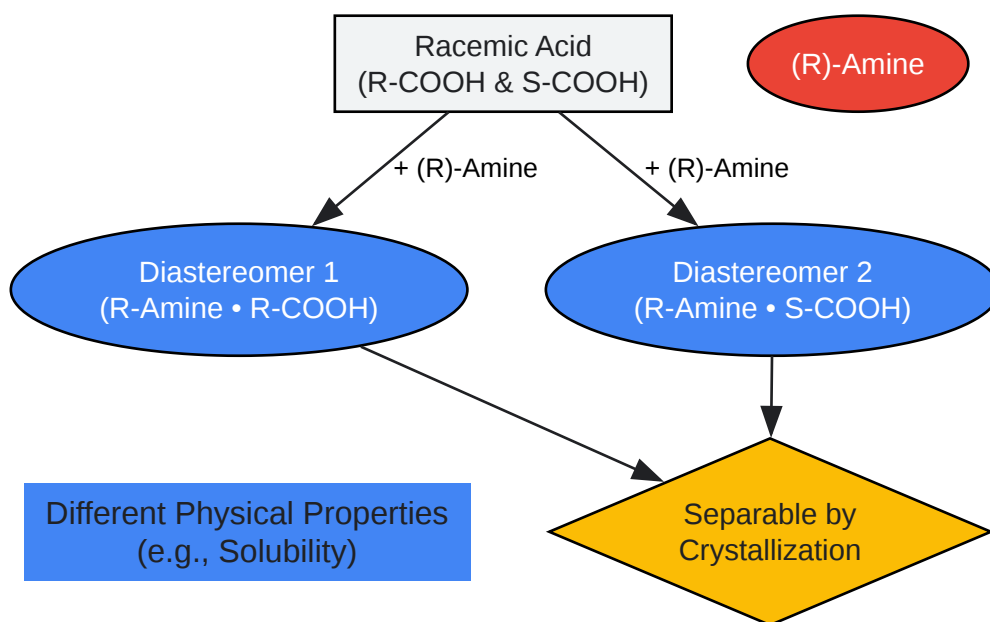 Racemic Acid
(R-COOH & S-COOH)
(R)-Amine
+ (R)-Amine
+ (R)-Amine
Diastereomer 1
(R-Amine • R-COOH)
Diastereomer 2
(R-Amine • S-COOH)
Different Physical Properties
(e.g., Solubility)
Separable by
Crystallization